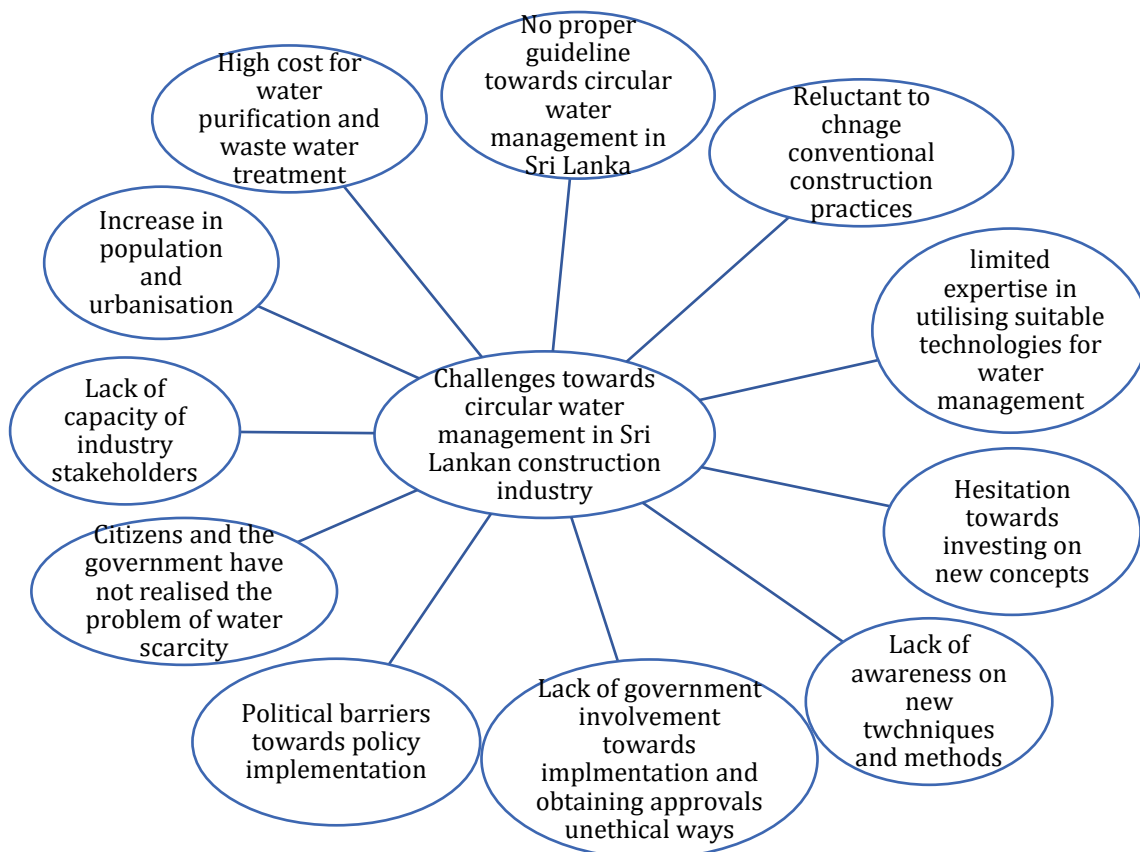 No proper
guideline
towards circular
water
management in
Sri Lanka
High cost for
water
purification and
waste water
treatment
Reluctant to
chnage
conventional
construction
practices
Increase in
population
and
urbanisation
limited
expertise in
utilising suitable
technologies for
water
management
Challenges towards
circular water
management in Sri
Lankan construction
industry
Lack of
capacity of
industry
stakeholders
Hesitation
towards
investing on
new concepts
Citizens and the
government have
not realised the
problem of water
scarcity
Lack of
awareness on
new
twchniques
and methods
Political barriers
towards policy
implementation
Lack of government
involvement
towards
implmentation and
obtaining approvals
unethical ways